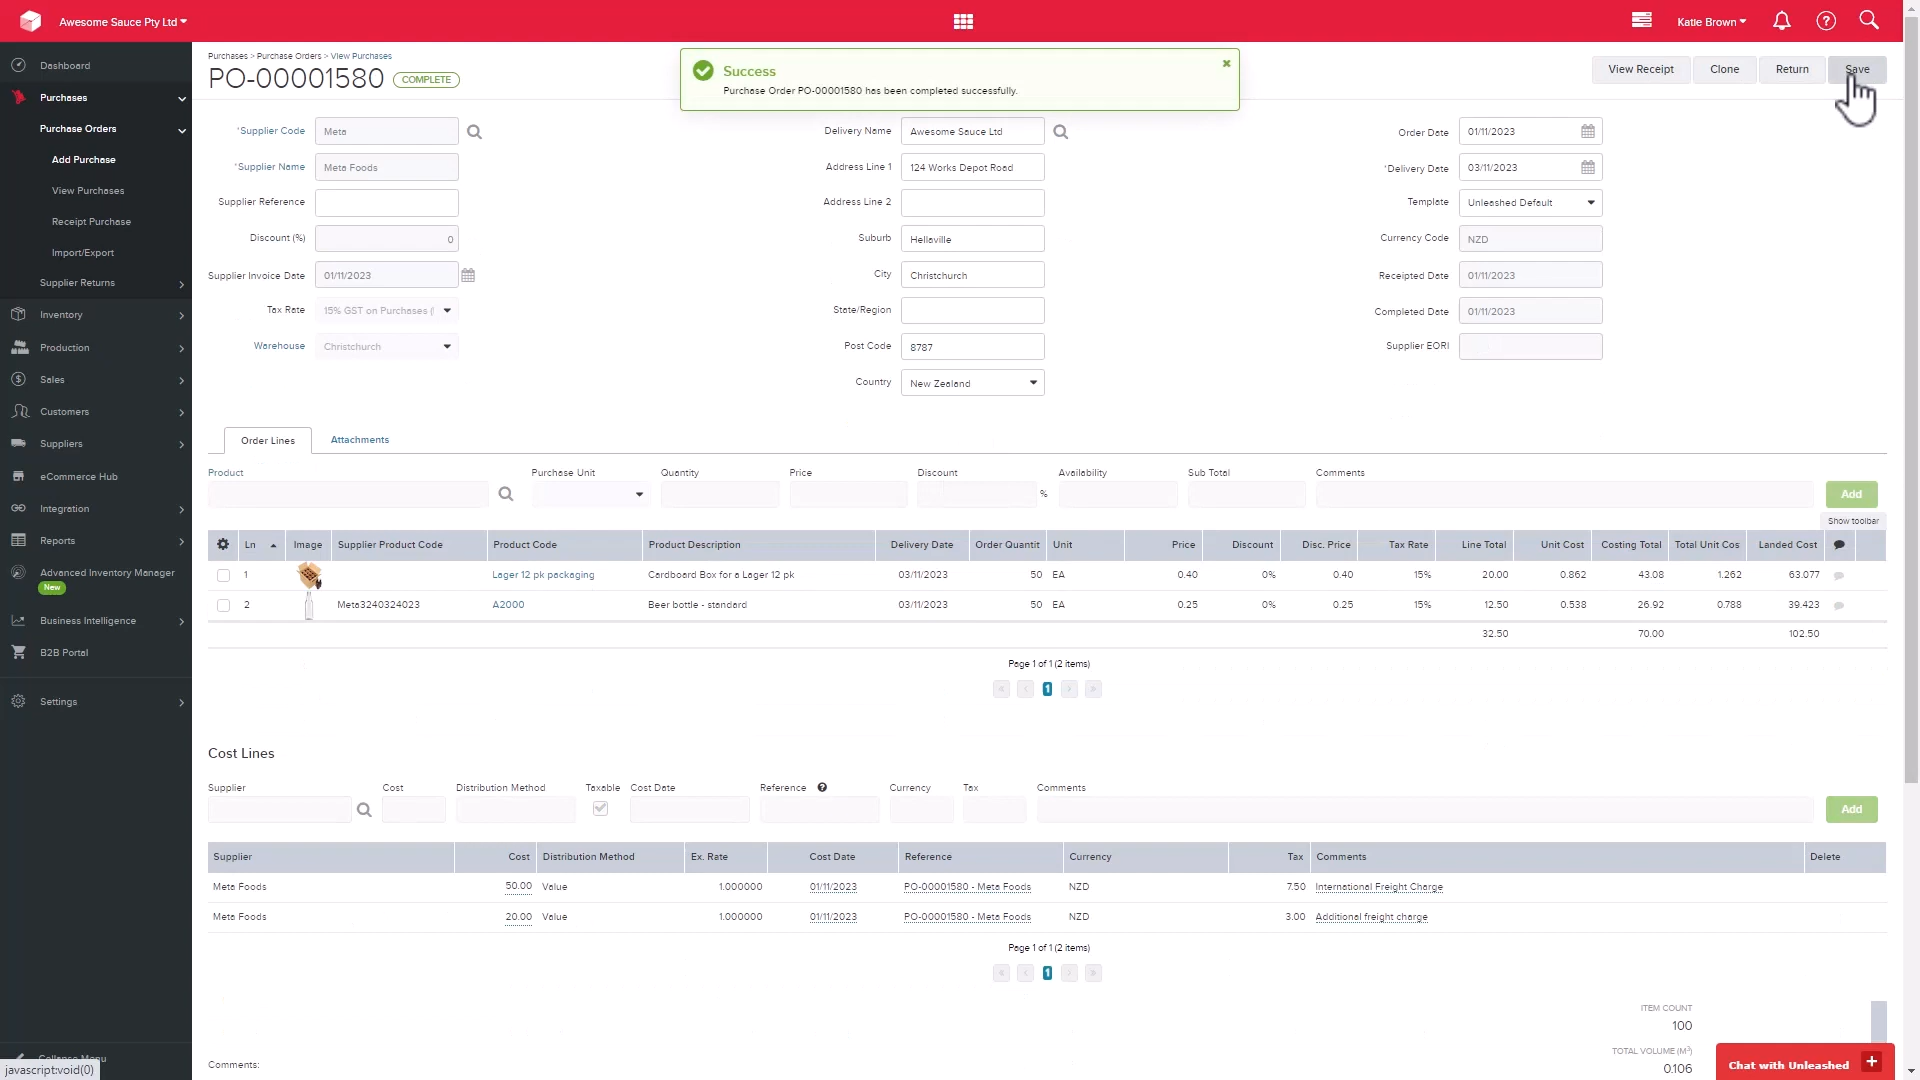 Awesome Sauce Pty Ltd
Katie Brown
Dashboard
Purchases
Purchase Orders
Add Purchase
View Purchases
Receipt Purchase
Import/Export
Supplier Returns
Inventory
Production
Sales
Customers
Suppliers
eCommerce Hub
Integration
Reports
Advanced Inventory Manager
New
Business Intelligence
B2B Portal
Settings
Collapse Menu
javascript:void(0)
Purchases > Purchase Orders > View Purchases
PO-00001580 COMPLETE
Success
Purchase Order PO-00001580 has been completed successfully.
View Receipt Clone Return Save
*Supplier Code Meta
*Supplier Name Meta Foods
Supplier Reference
Discount (%) 0
Supplier Invoice Date 01/11/2023
Tax Rate 15% GST on Purchases (
Warehouse Christchurch
Delivery Name Awesome Sauce Ltd
Address Line 1 124 Works Depot Road
Address Line 2
Suburb Hellaville
City Christchurch
State/Region
Post Code 8787
Country New Zealand
Order Date 01/11/2023
*Delivery Date 03/11/2023
Template Unleashed Default
Currency Code NZD
Receipted Date 01/11/2023
Completed Date 01/11/2023
Supplier EORI
Order Lines Attachments
Product Purchase Unit Quantity Price Discount Availability Sub Total Comments
% Add
Show toolbar
Ln Image Supplier Product Code Product Code Product Description Delivery Date Order Quantit Unit Price Discount Disc. Price Tax Rate Line Total Unit Cost Costing Total Total Unit Cos Landed Cost
1 Lager 12 pk packaging Cardboard Box for a Lager 12 pk 03/11/2023 50 EA 0.40 0% 0.40 15% 20.00 0.862 43.08 1.262 63.077
2 Meta3240324023 A2000 Beer bottle - standard 03/11/2023 50 EA 0.25 0% 0.25 15% 12.50 0.538 26.92 0.788 39.423
32.50 70.00 102.50
Page 1 of 1 (2 items)
« ‹ 1 › »
Cost Lines
Supplier Cost Distribution Method Taxable Cost Date Reference ? Currency Tax Comments
Add
Supplier Cost Distribution Method Ex. Rate Cost Date Reference Currency Tax Comments Delete
Meta Foods 50.00 Value 1.000000 01/11/2023 PO-00001580 - Meta Foods NZD 7.50 International Freight Charge
Meta Foods 20.00 Value 1.000000 01/11/2023 PO-00001580 - Meta Foods NZD 3.00 Additional freight charge
Page 1 of 1 (2 items)
« ‹ 1 › »
ITEM COUNT
100
TOTAL VOLUME (M³)
0.106
Comments:
Chat with Unleashed +